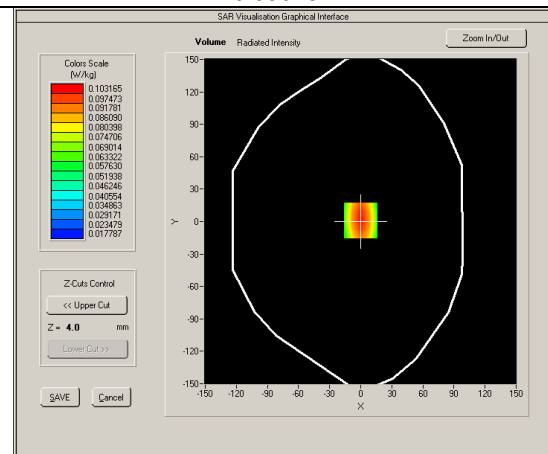 SAR Visualisation Graphical Interface
Volume Radiated Intensity
Zoom In/Out
Colors Scale
(W/kg)
0.103165
0.097473
0.091781
0.086090
0.080398
0.074706
0.069014
0.063322
0.057630
0.051938
0.046246
0.040554
0.034863
0.029171
0.023479
0.017787
Z-Cuts Control
<< Upper Cut
Z = 4.0 mm
Lower Cut >>
SAVE Cancel
150
120
90
60
30
0
-30
-60
-90
-120
-150
Y
-150 -120 -90 -60 -30 0 30 60 90 120 150
X